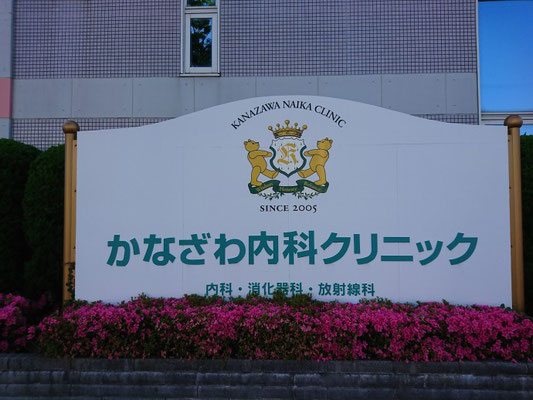 KANAZAWA NAIKA CLINIC
K
SINCE 2005
かなざわ内科クリニック
内科・消化器科・放射線科